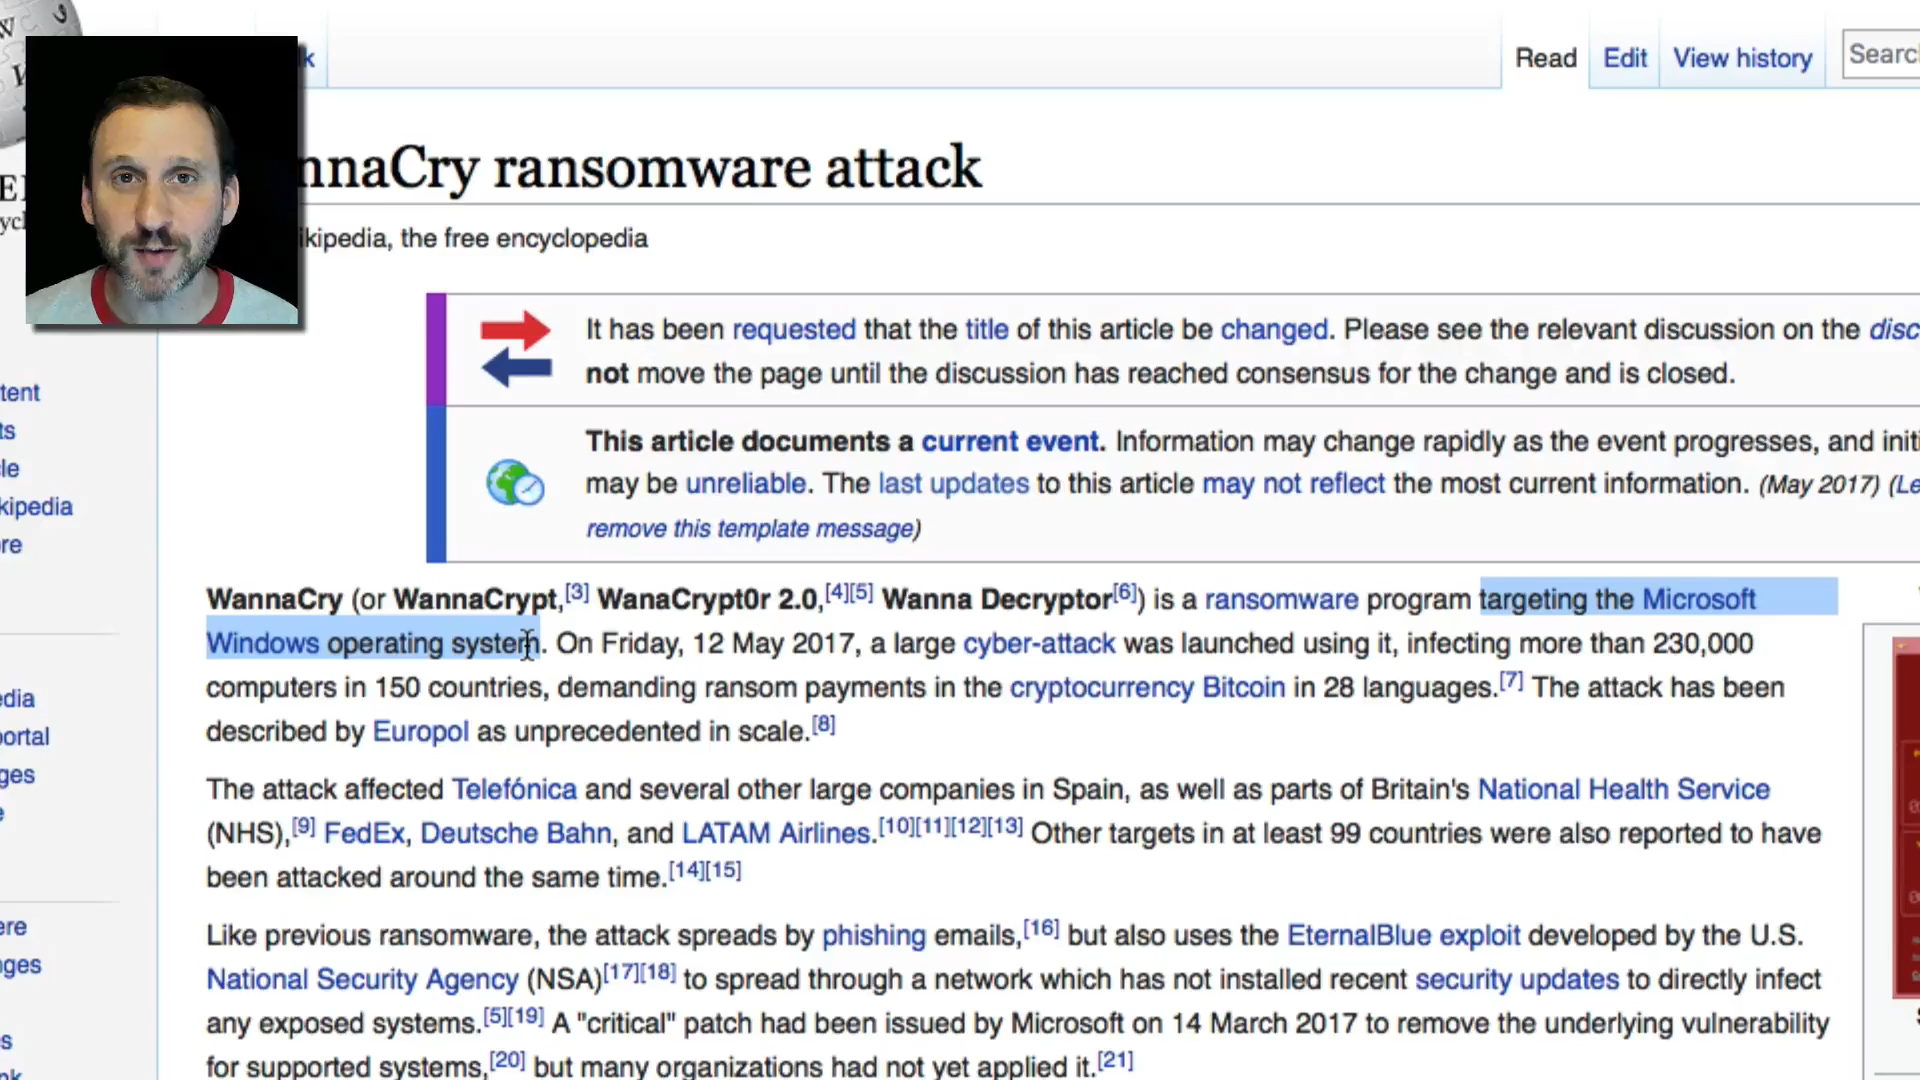 Read Edit View history Searc
nnaCry ransomware attack
ikipedia, the free encyclopedia
It has been requested that the title of this article be changed. Please see the relevant discussion on the disc
not move the page until the discussion has reached consensus for the change and is closed.
This article documents a current event. Information may change rapidly as the event progresses, and initi
may be unreliable. The last updates to this article may not reflect the most current information. (May 2017) (Le
remove this template message)
tent
ts
cle
kipedia
ore
WannaCry (or WannaCrypt,[3] WanaCrypt0r 2.0,[4][5] Wanna Decryptor[6]) is a ransomware program targeting the Microsoft
Windows operating system. On Friday, 12 May 2017, a large cyber-attack was launched using it, infecting more than 230,000
computers in 150 countries, demanding ransom payments in the cryptocurrency Bitcoin in 28 languages.[7] The attack has been
described by Europol as unprecedented in scale.[8]
edia
portal
ges
The attack affected Telefónica and several other large companies in Spain, as well as parts of Britain's National Health Service
(NHS),[9] FedEx, Deutsche Bahn, and LATAM Airlines.[10][11][12][13] Other targets in at least 99 countries were also reported to have
been attacked around the same time.[14][15]
ere
nges
Like previous ransomware, the attack spreads by phishing emails,[16] but also uses the EternalBlue exploit developed by the U.S.
National Security Agency (NSA)[17][18] to spread through a network which has not installed recent security updates to directly infect
any exposed systems.[5][19] A "critical" patch had been issued by Microsoft on 14 March 2017 to remove the underlying vulnerability
for supported systems,[20] but many organizations had not yet applied it.[21]